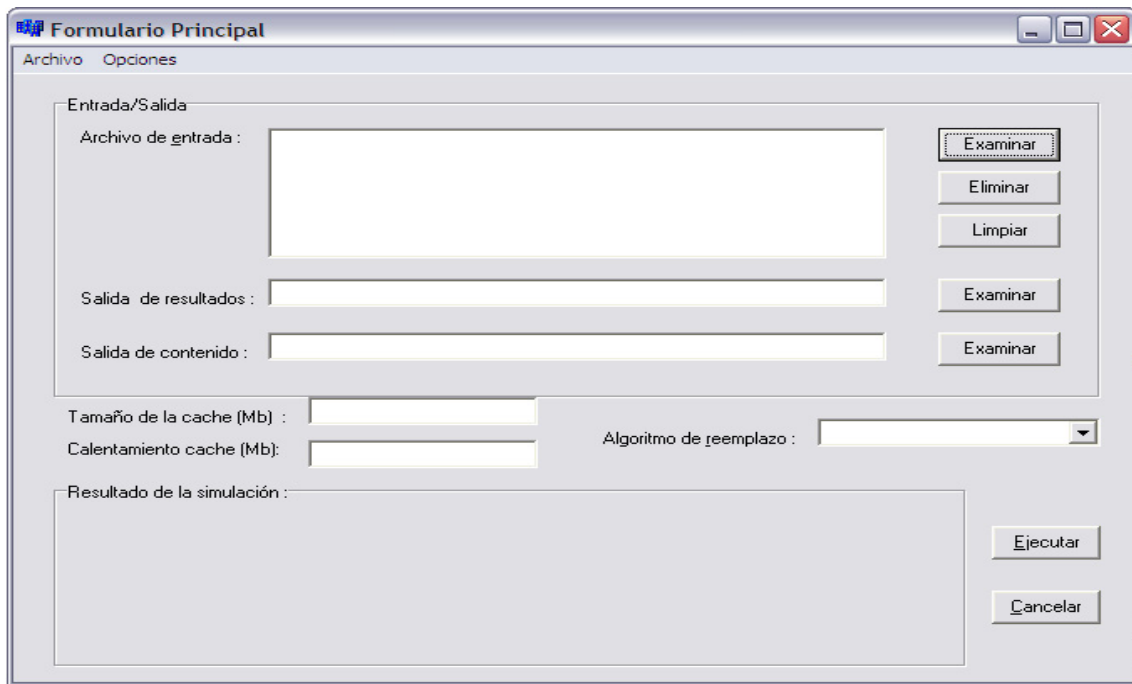 Formulario Principal
Archivo Opciones
Entrada/Salida
Archivo de entrada :
Examinar
Eliminar
Limpiar
Salida de resultados :
Examinar
Salida de contenido :
Examinar
Tamaño de la cache (Mb) :
Calentamiento cache (Mb):
Algoritmo de reemplazo :
Resultado de la simulación :
Ejecutar
Cancelar